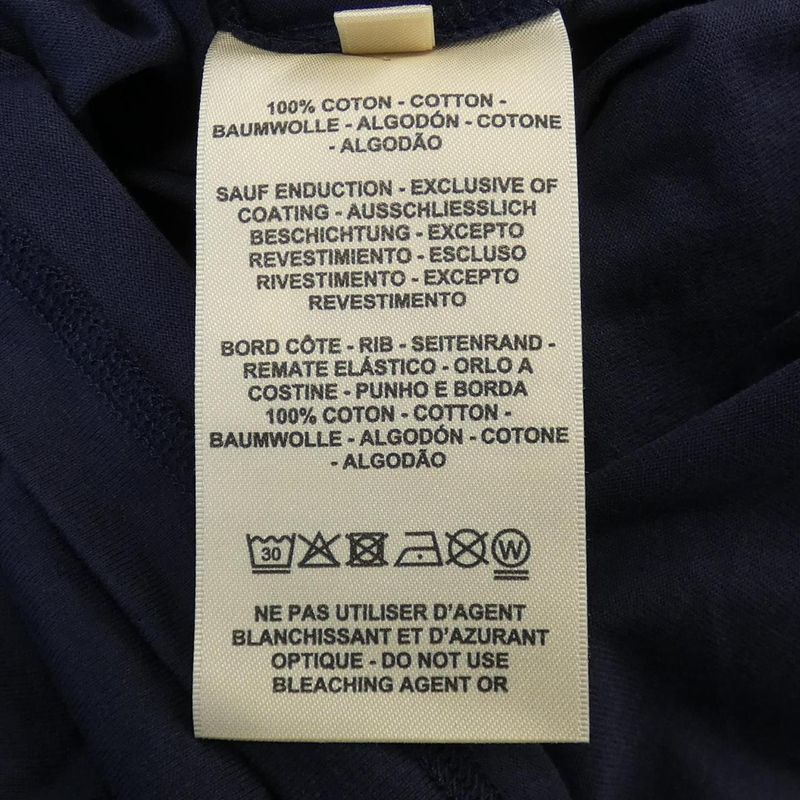 100% COTON - COTTON -
BAUMWOLLE - ALGODÓN - COTONE
- ALGODÃO
SAUF ENDUCTION - EXCLUSIVE OF
COATING - AUSSCHLIESSLICH
BESCHICHTUNG - EXCEPTO
REVESTIMIENTO - ESCLUSO
RIVESTIMENTO - EXCEPTO
REVESTIMENTO
BORD CÔTE - RIB - SEITENRAND -
REMATE ELÁSTICO - ORLO A
COSTINE - PUNHO E BORDA
100% COTON - COTTON -
BAUMWOLLE - ALGODÓN - COTONE
- ALGODÃO
30 W
NE PAS UTILISER D'AGENT
BLANCHISSANT ET D'AZURANT
OPTIQUE - DO NOT USE
BLEACHING AGENT OR